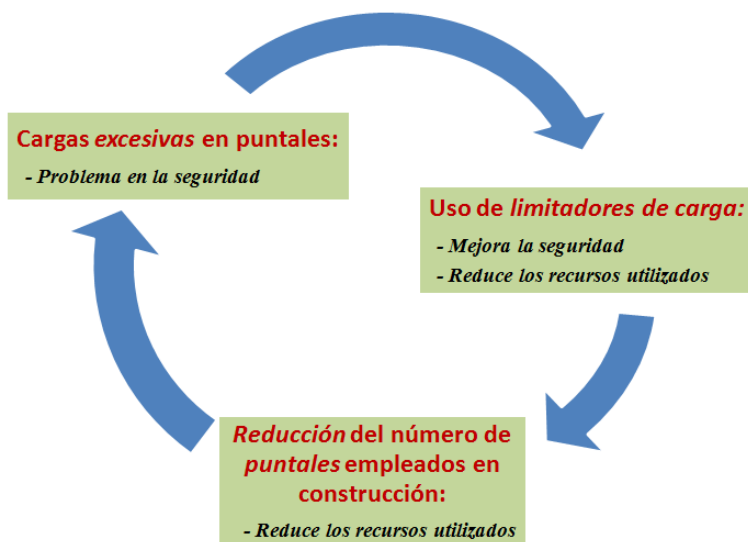 Cargas excesivas en puntales:
- Problema en la seguridad
Uso de limitadores de carga:
- Mejora la seguridad
- Reduce los recursos utilizados
Reducción del número de
puntales empleados en
construcción:
- Reduce los recursos utilizados